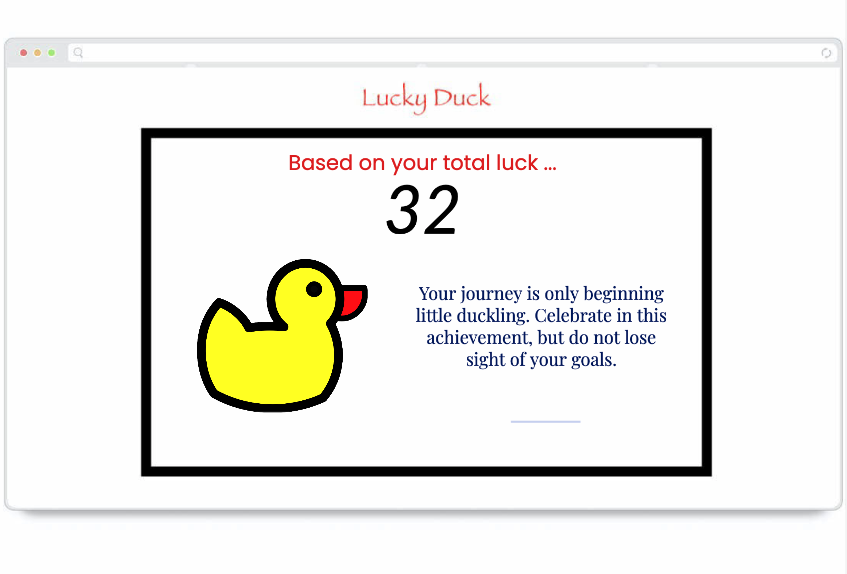 Lucky Duck
Based on your total luck ...
32
Your journey is only beginning
little duckling. Celebrate in this
achievement, but do not lose
sight of your goals.